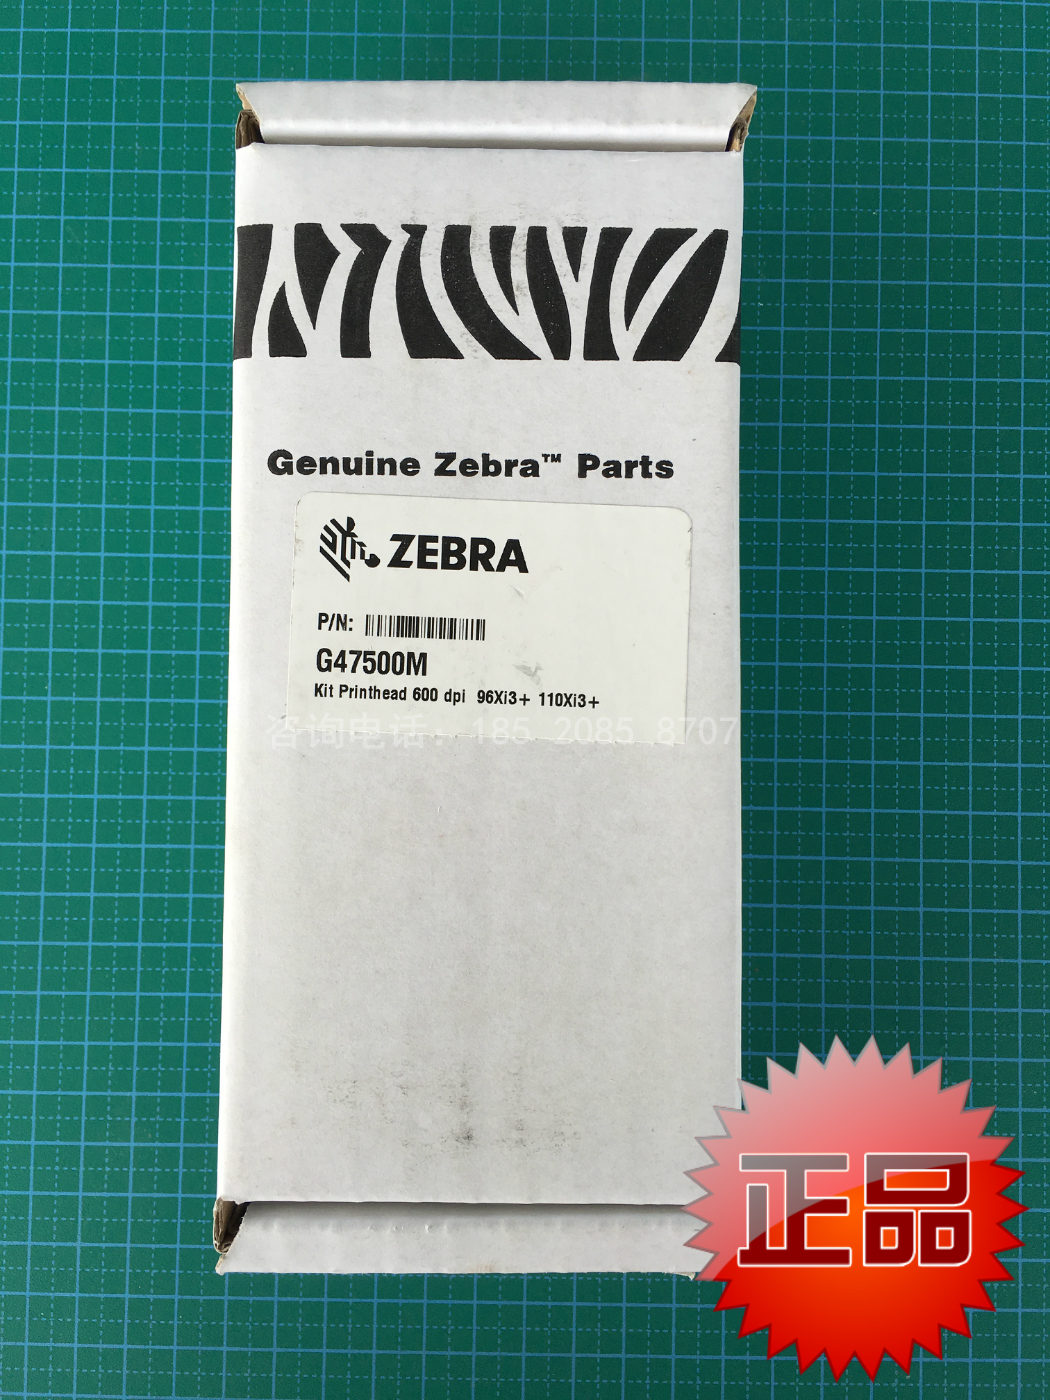 Genuine Zebra™ Parts
ZEBRA
P/N:
G47500M
Kit Printhead 600 dpi 96Xi3+ 110Xi3+
咨询电话: 185 2085 8707
正品